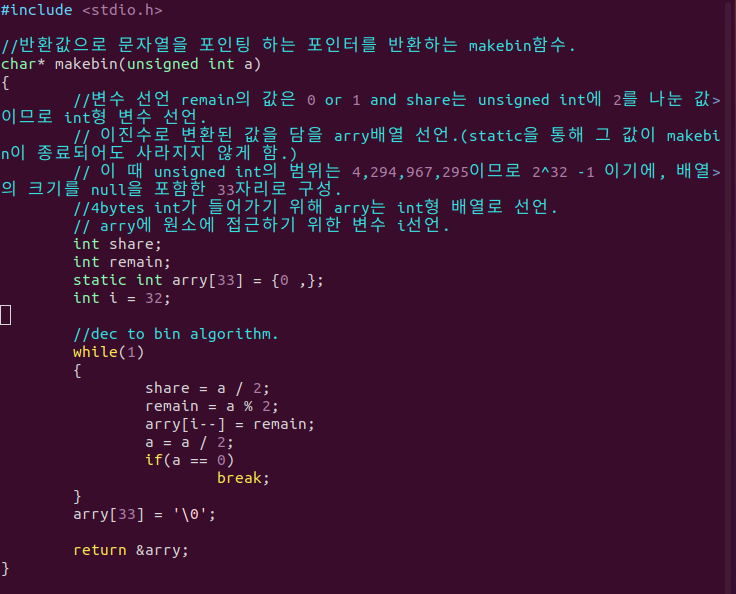 #include <stdio.h>
//반환값으로 문자열을 포인팅 하는 포인터를 반환하는 makebin함수.
char* makebin(unsigned int a)
{
//변수 선언 remain의 값은 0 or 1 and share는 unsigned int에 2를 나눈 값>
이므로 int형 변수 선언.
// 이진수로 변환된 값을 담을 arry배열 선언.(static을 통해 그 값이 makebi
n이 종료되어도 사라지지 않게 함.)
// 이 때 unsigned int의 범위는 4,294,967,295이므로 2^32 -1 이기에, 배열>
의 크기를 null을 포함한 33자리로 구성.
//4bytes int가 들어가기 위해 arry는 int형 배열로 선언.
// arry에 원소에 접근하기 위한 변수 i선언.
int share;
int remain;
static int arry[33] = {0 ,};
int i = 32;
//dec to bin algorithm.
while(1)
{
share = a / 2;
remain = a % 2;
arry[i--] = remain;
a = a / 2;
if(a == 0)
break;
}
arry[33] = '\0';
return &arry;
}